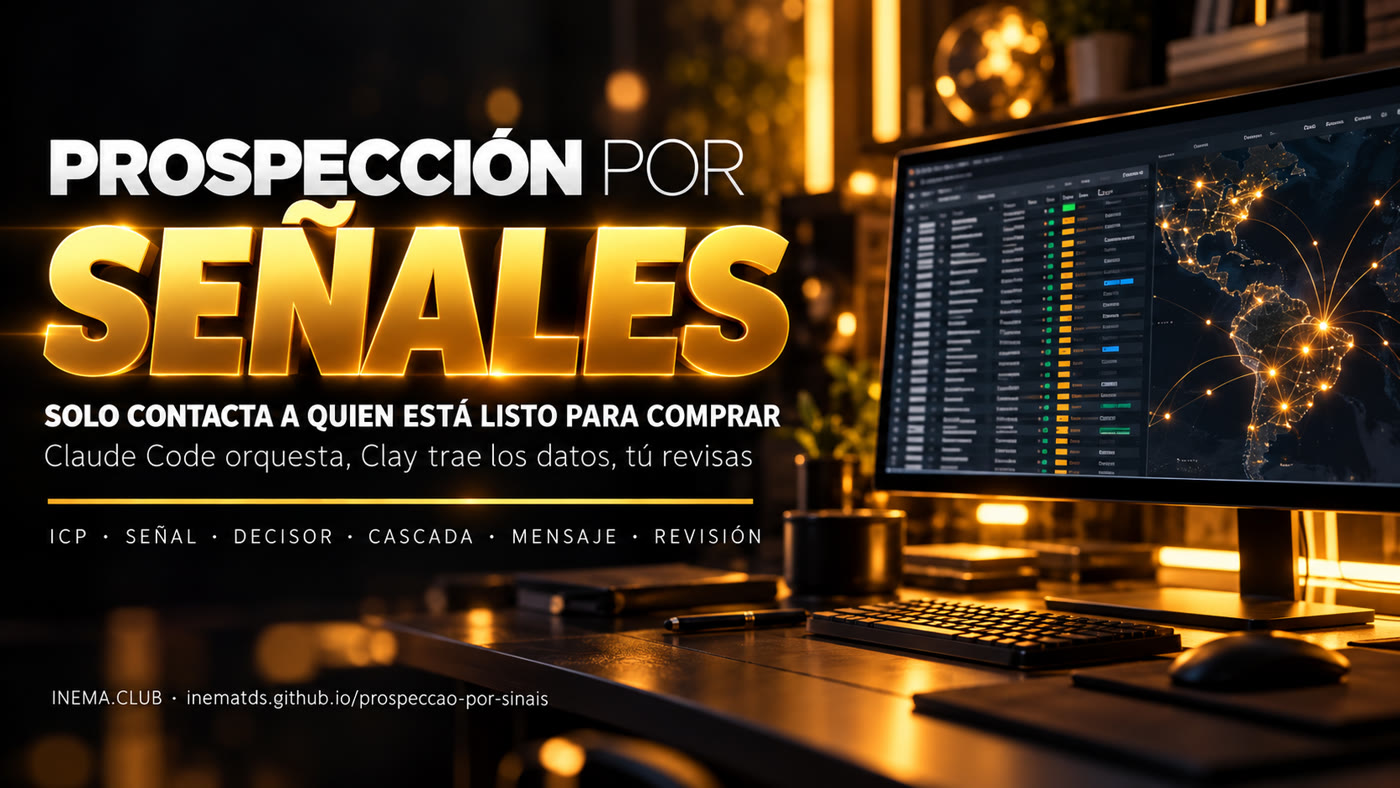 PROSPECCIÓN POR
SEÑALES
SOLO CONTACTA A QUIEN ESTÁ LISTO PARA COMPRAR
Claude Code orquesta, Clay trae los datos, tú revisas
ICP · SEÑAL · DECISOR · CASCADA · MENSAJE · REVISIÓN
INEMA.CLUB · inematds.github.io/prospeccao-por-sinais